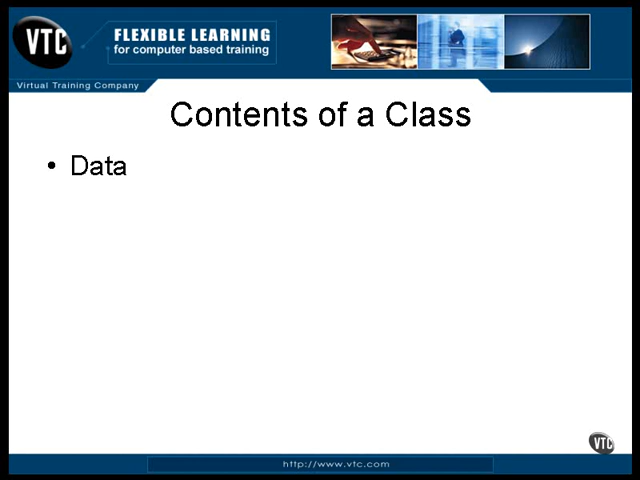 VTC
FLEXIBLE LEARNING
for computer based training
Virtual Training Company
Contents of a Class
• Data
VTC
http://www.vtc.com